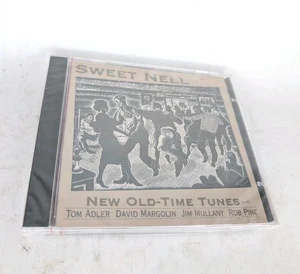 SWEET NELL
NEW OLD-TIME TUNES
TOM ADLER DAVID MARGOLIN JIM MULLANY ROB PINE